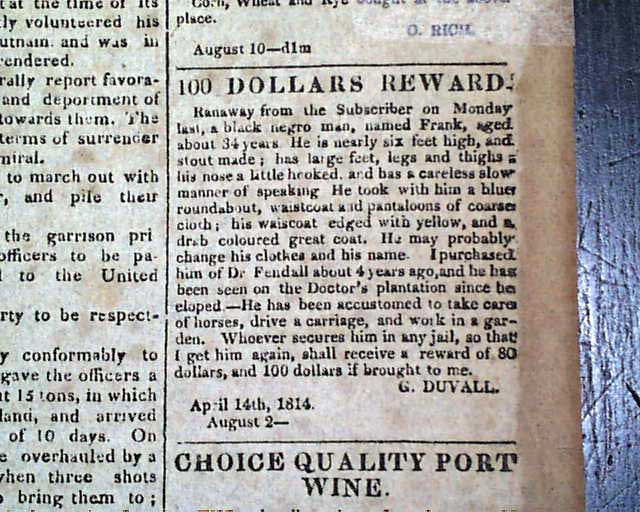 at the time of its
tly volunteered his
utnam. and was in
rendered.
rally report favora-
and deportment of
towards them. The
terms of surrender
miral.
to march out with
r, and pile their
the garrison pri
officers to be pa-
l to the United
rty to be respect-
y conformably to
gave the officers a
at 15 tons, in which
land, and arrived
of 10 days. On
e overhauled by a
when three shots
o bring them to ;
Corn, Wheat and Rye bought at the above
place.
O. RICH.
August 10—d1m
100 DOLLARS REWARD.
Ranaway from the Subscriber on Monday
last, a black negro man, named Frank, aged
about 34 years. He is nearly six feet high, and
stout made ; has large feet, legs and thighs ;
his nose a little hooked, and has a careless slow
manner of speaking He took with him a blue
roundabout, waistcoat and pantaloons of coarse
cloth ; his waiscoat edged with yellow, and a
drab coloured great coat. He may probably
change his clothes and his name. I purchased
him of Dr Fendall about 4 years ago, and he has
been seen on the Doctor's plantation since he
eloped.—He has been accustomed to take care
of horses, drive a carriage, and work in a gar-
den. Whoever secures him in any jail, so that
I get him again, shall receive a reward of 80
dollars, and 100 dollars if brought to me.
G. DUVALL.
April 14th, 1814.
August 2—
CHOICE QUALITY PORT
WINE.